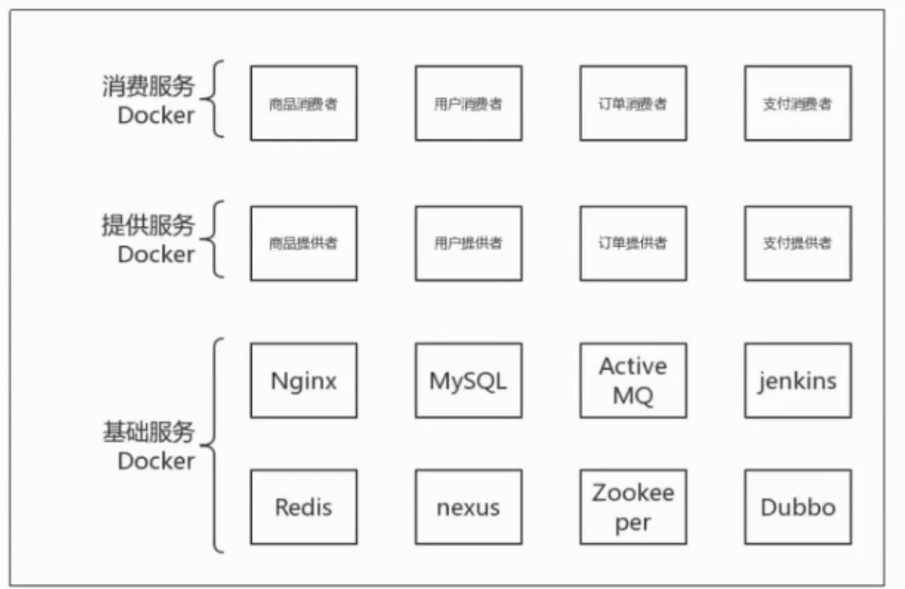 消费服务
Docker
商品消费者
用户消费者
订单消费者
支付消费者
提供服务
Docker
商品提供者
用户提供者
订单提供者
支付提供者
基础服务
Docker
Nginx
MySQL
Active
MQ
jenkins
Redis
nexus
Zookee
per
Dubbo